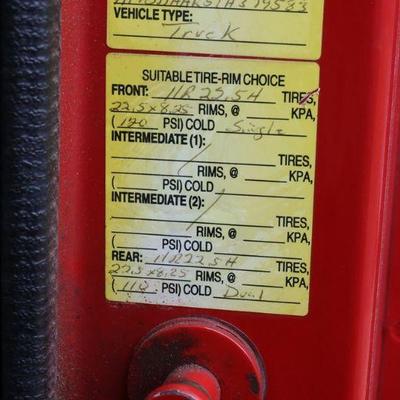 VEHICLE TYPE:
Truck
SUITABLE TIRE-RIM CHOICE
FRONT: 11R22.5H TIRES,
22.5x8.25 RIMS, @ KPA,
(120 PSI) COLD Single
INTERMEDIATE (1):
TIRES,
RIMS, @ KPA,
( PSI) COLD
INTERMEDIATE (2):
TIRES,
RIMS, @ KPA,
( PSI) COLD
REAR: 11R22.5H TIRES,
22.5x8.25 RIMS, @ KPA,
(110 PSI) COLD Dual